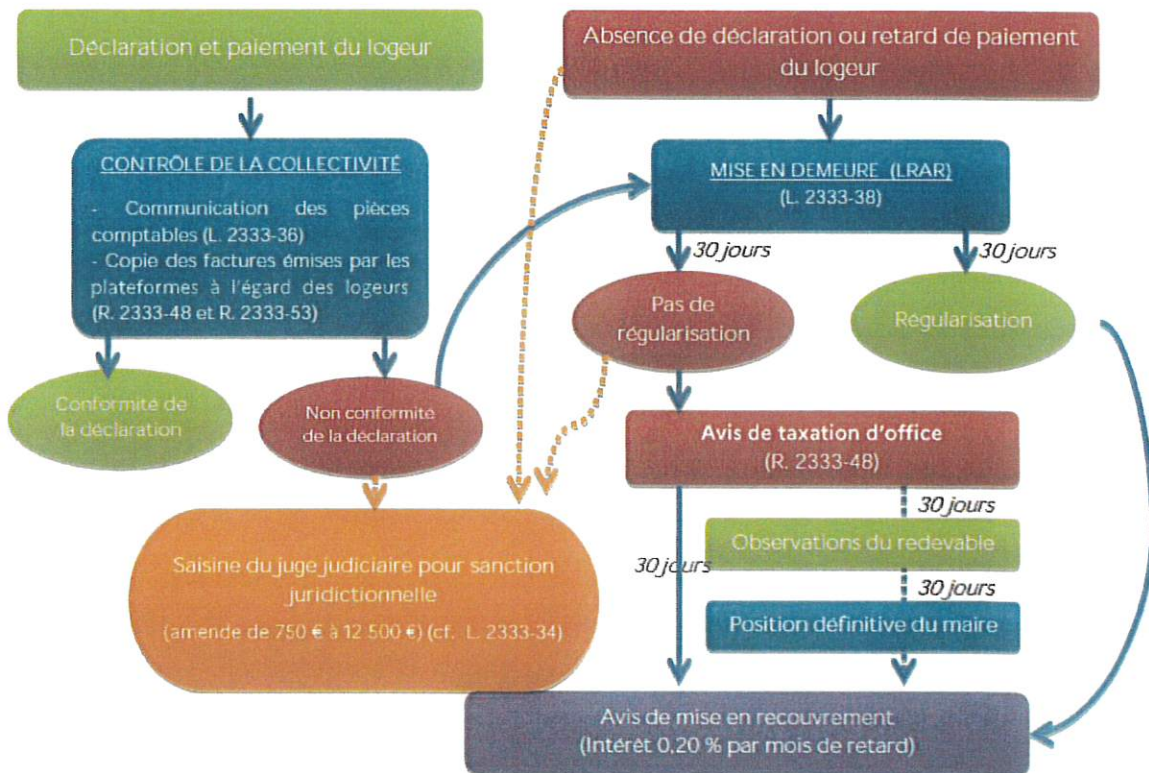 Déclaration et paiement du logeur
CONTRÔLE DE LA COLLECTIVITÉ
- Communication des pièces
comptables (L. 2333-36)
- Copie des factures émises par les
plateformes à l'égard des logeurs
(R. 2333-48 et R. 2333-53)
Conformité de
la déclaration
Non conformité
de la déclaration
Saisine du juge judiciaire pour sanction
juridictionnelle
(amende de 750 € à 12 500 €) (cf. L. 2333-34)
Absence de déclaration ou retard de paiement
du logeur
MISE EN DEMEURE (LRAR)
(L. 2333-38)
30 jours
30 jours
Pas de
régularisation
Régularisation
Avis de taxation d'office
(R. 2333-48)
30 jours
Observations du redevable
30 jours
30 jours
Position définitive du maire
Avis de mise en recouvrement
(Intérêt 0,20 % par mois de retard)